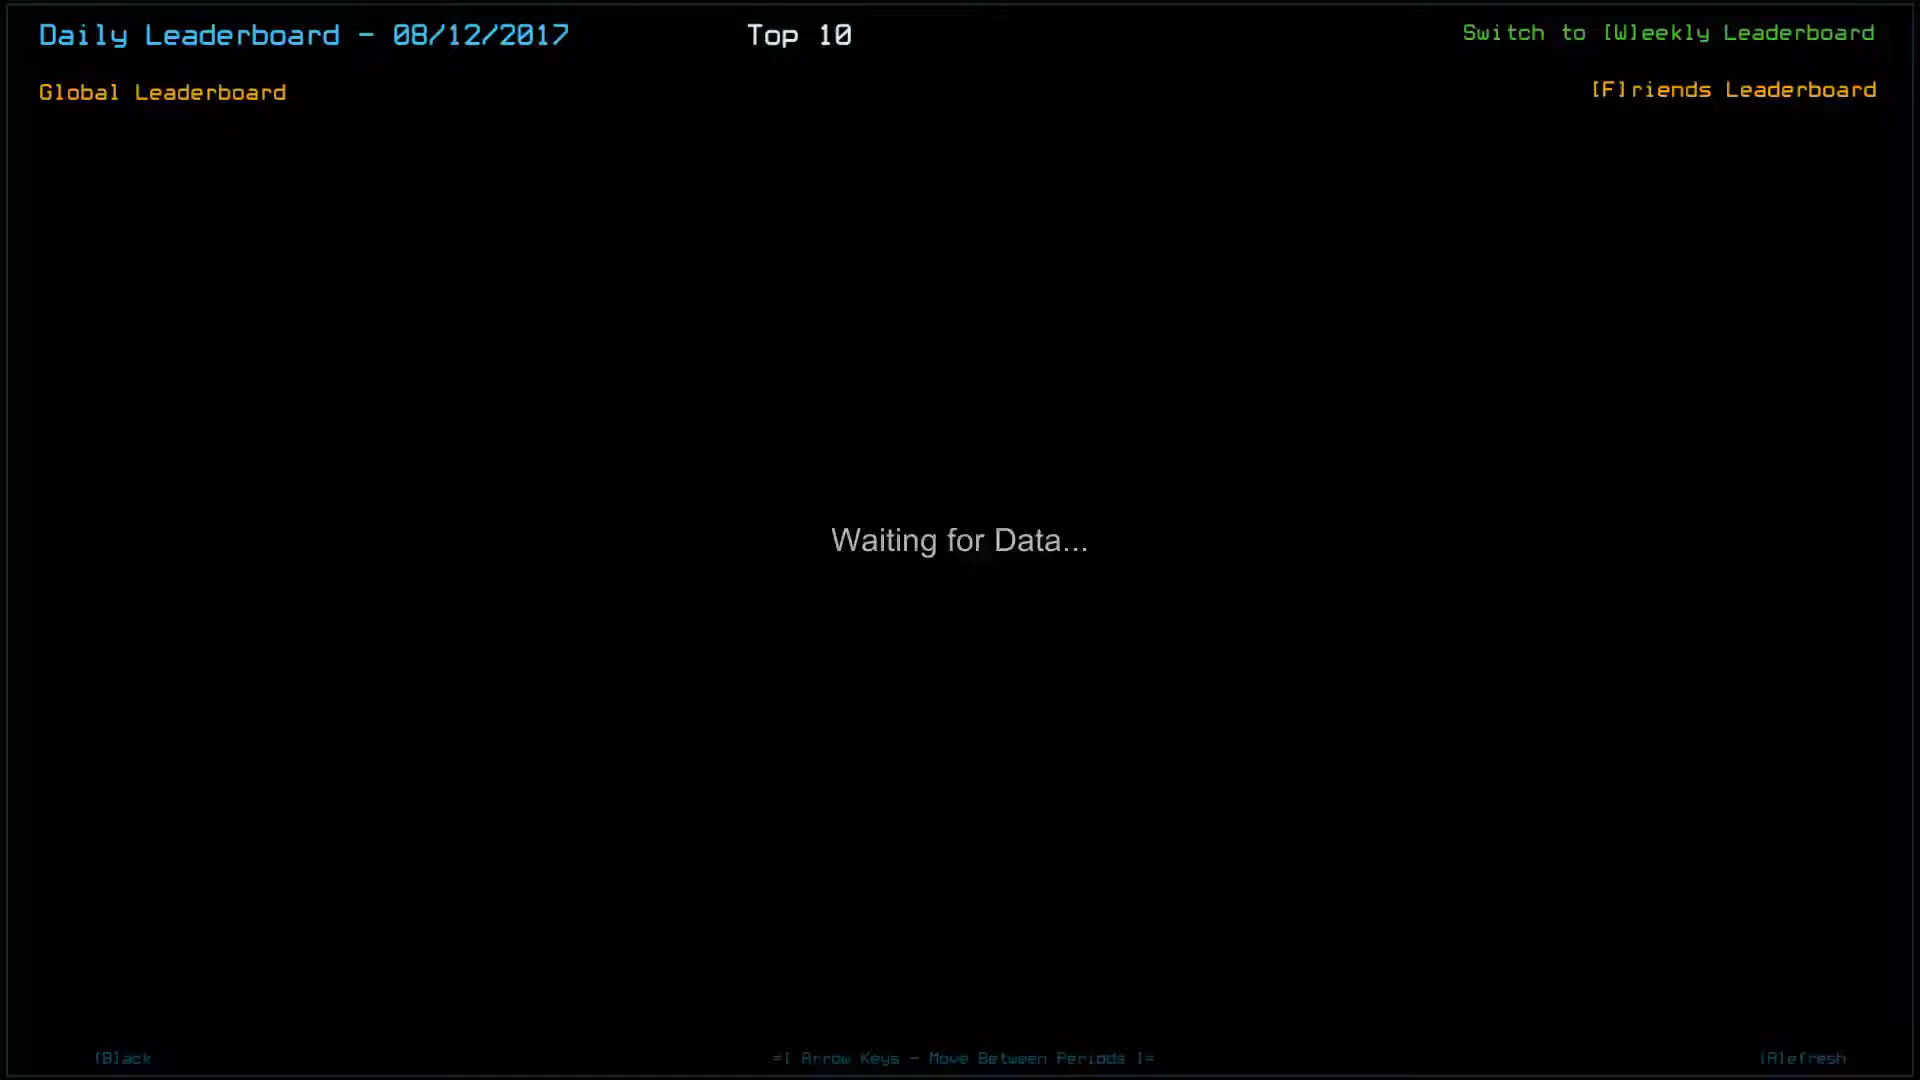 Daily Leaderboard - 08/12/2017
Top 10
Switch to [W]eekly Leaderboard
Global Leaderboard
[F]riends Leaderboard
Waiting for Data...
[B]ack
=[ Arrow Keys - Move Between Periods ]=
[R]efresh